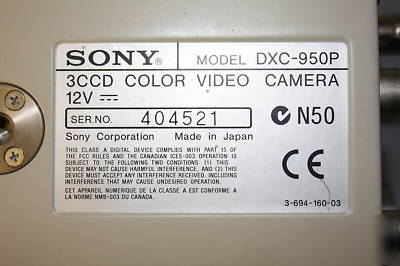 SONY MODEL DXC-950P
3CCD COLOR VIDEO CAMERA
12V
SER.NO. 404521
N50
Sony Corporation Made in Japan
THIS CLASS A DIGITAL DEVICE COMPLIES WITH PART 15 OF
THE FCC RULES AND THE CANADIAN ICES-003 OPERATION IS
SUBJECT TO THE FOLLOWING TWO CONDITIONS. (1) THIS
DEVICE MAY NOT CAUSE HARMFUL INTERFERENCE, AND (2) THIS
DEVICE MUST ACCEPT ANY INTERFERENCE RECEIVED, INCLUDING
INTERFERENCE THAT MAY CAUSE UNDESIRED OPERATION.
CET APPAREIL NUMERIQUE DE LA CLASSE A EST CONFORME A
LA NORME NMB-003 DU CANADA.
CE
3-694-160-03